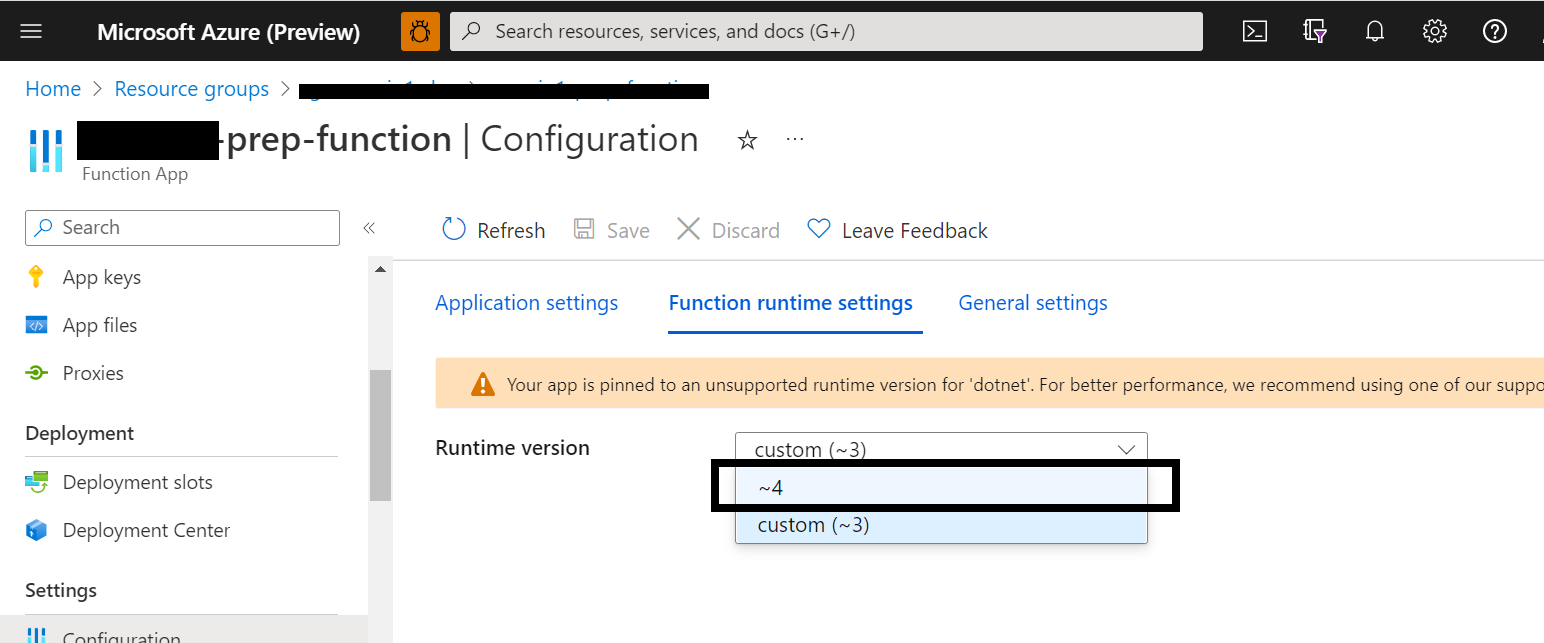 Microsoft Azure (Preview)
Search resources, services, and docs (G+/)
Home > Resource groups >
-prep-function | Configuration
Function App
Search
Refresh
Save
Discard
Leave Feedback
App keys
App files
Proxies
Deployment
Deployment slots
Deployment Center
Settings
Configuration
Application settings
Function runtime settings
General settings
Your app is pinned to an unsupported runtime version for 'dotnet'. For better performance, we recommend using one of our suppo
Runtime version
custom (~3)
~4
custom (~3)